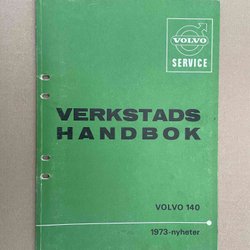 VOLVO
SERVICE
VERKSTADS
HANDBOK
VOLVO 140
1973-nyheter